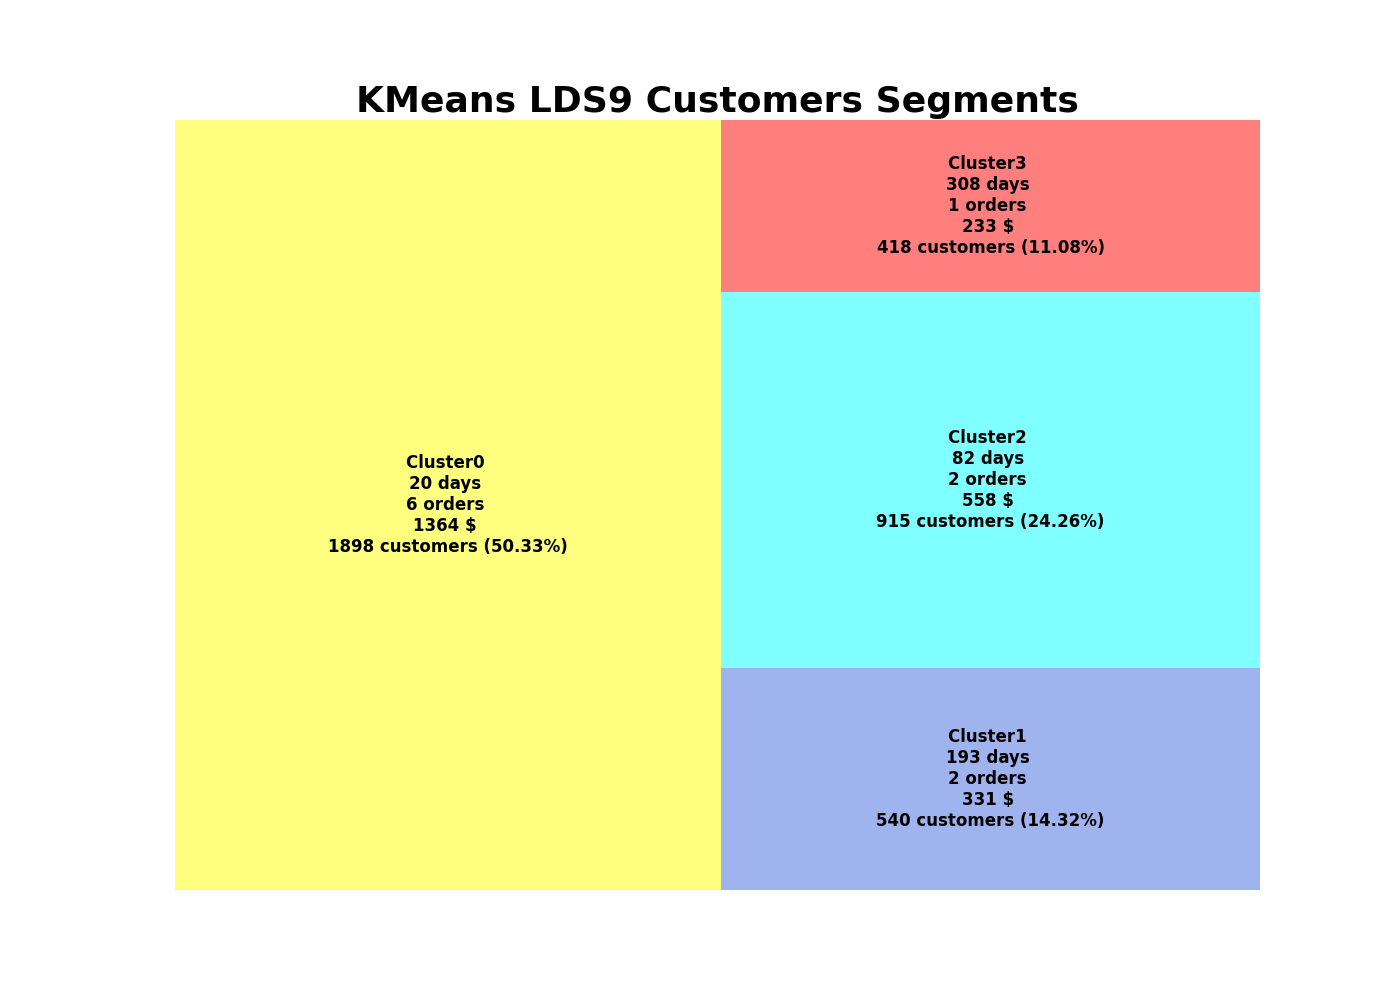 KMeans LDS9 Customers Segments
Cluster0
20 days
6 orders
1364 $
1898 customers (50.33%)
Cluster3
308 days
1 orders
233 $
418 customers (11.08%)
Cluster2
82 days
2 orders
558 $
915 customers (24.26%)
Cluster1
193 days
2 orders
331 $
540 customers (14.32%)